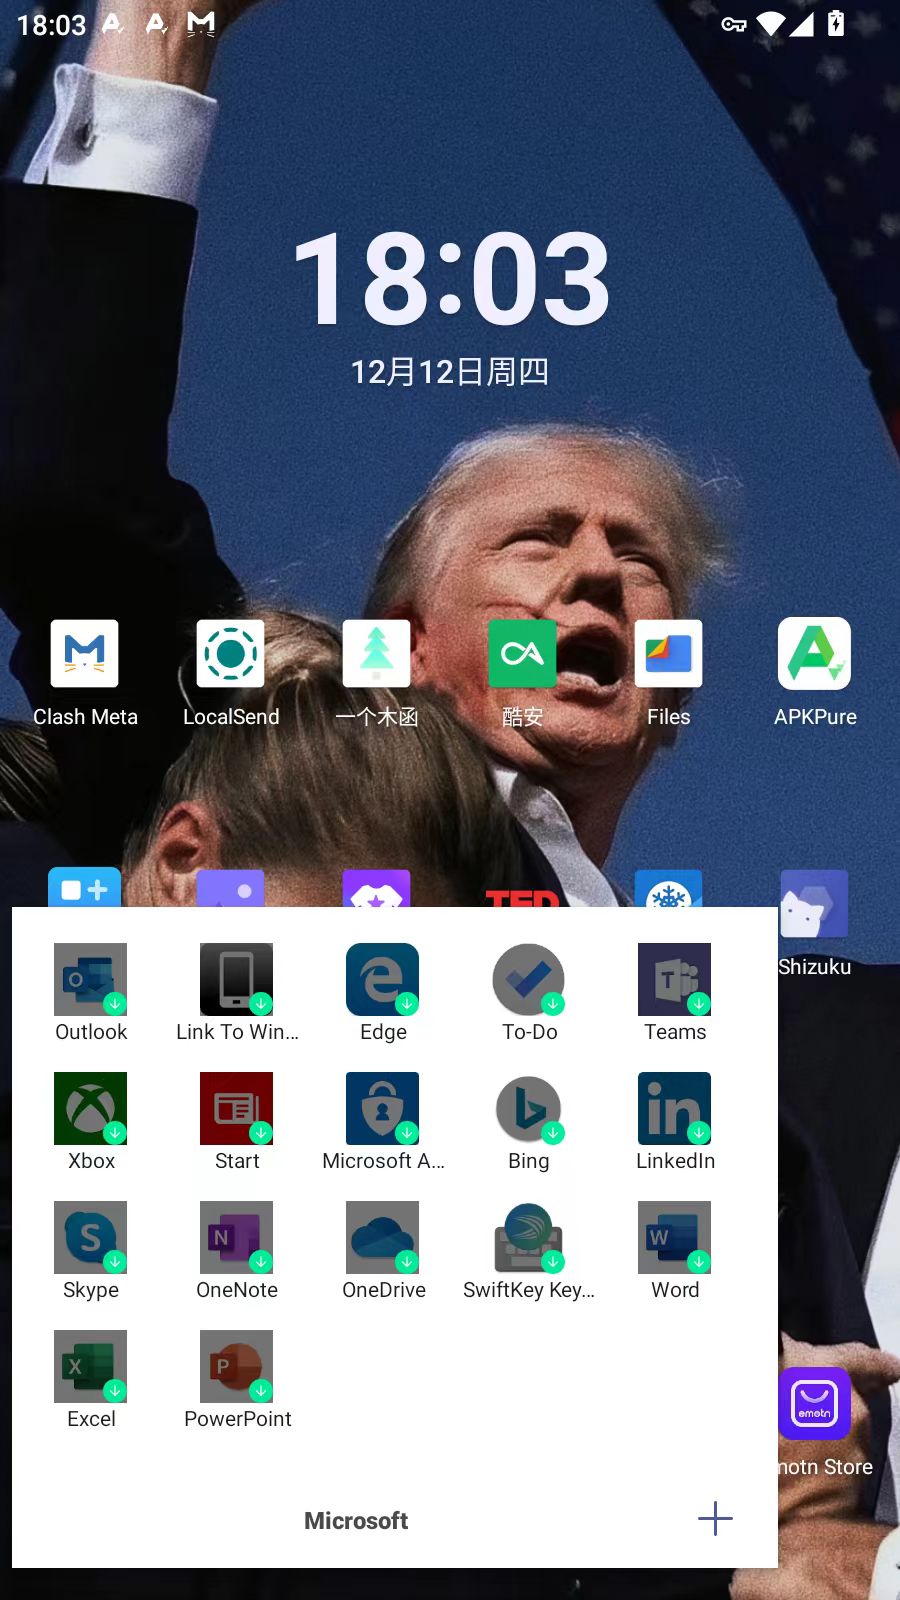 18:03
18:03
12月12日周四
Clash Meta
LocalSend
一个木函
酷安
Files
APKPure
TED
Shizuku
Outlook
Link To Win...
Edge
To-Do
Teams
Xbox
Start
Microsoft A...
Bing
LinkedIn
Skype
OneNote
OneDrive
SwiftKey Key...
Word
Excel
PowerPoint
emotn
motn Store
Microsoft